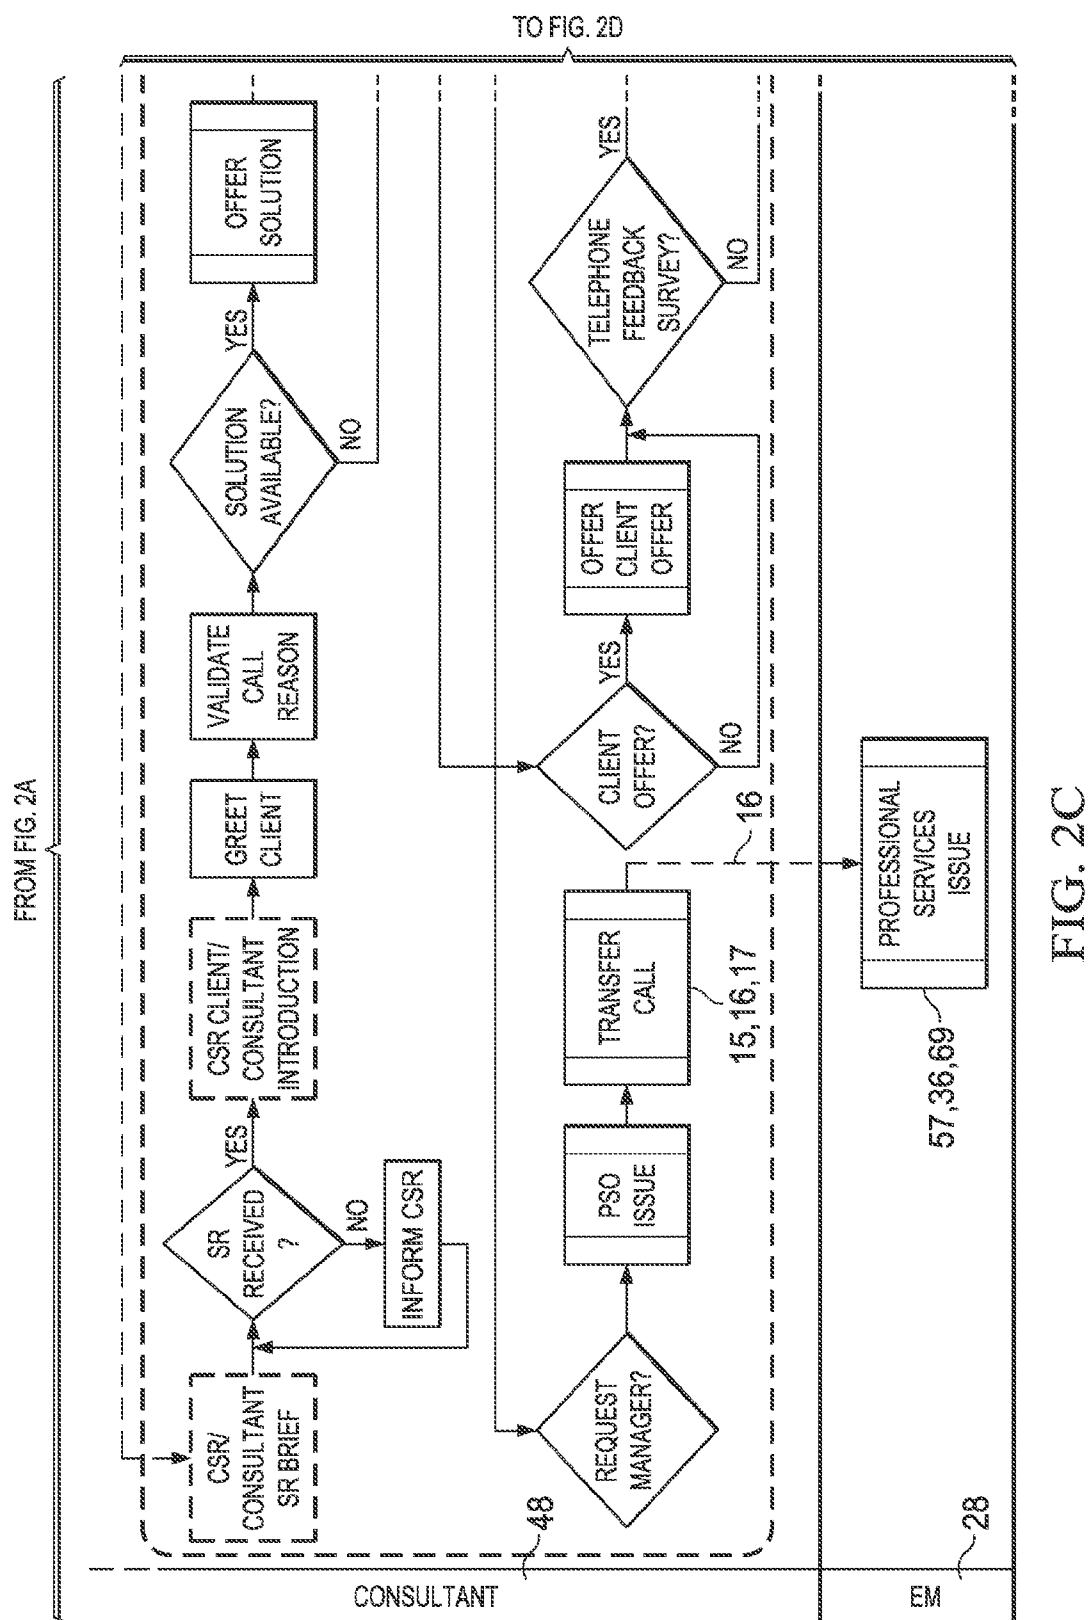 FROM FIG. 2A
TO FIG. 2D
CONSULTANT
48
CSR/
CONSULTANT
SR BRIEF
SR
RECEIVED
?
YES
NO
INFORM CSR
CSR CLIENT/
CONSULTANT
INTRODUCTION
GREET
CLIENT
VALIDATE
CALL
REASON
SOLUTION
AVAILABLE?
YES
NO
OFFER
SOLUTION
REQUEST
MANAGER?
PSO
ISSUE
TRANSFER
CALL
15,16,17
16
CLIENT
OFFER?
YES
NO
OFFER
CLIENT
OFFER
TELEPHONE
FEEDBACK
SURVEY?
YES
NO
EM
28
PROFESSIONAL
SERVICES
ISSUE
57,36,69
FIG. 2C